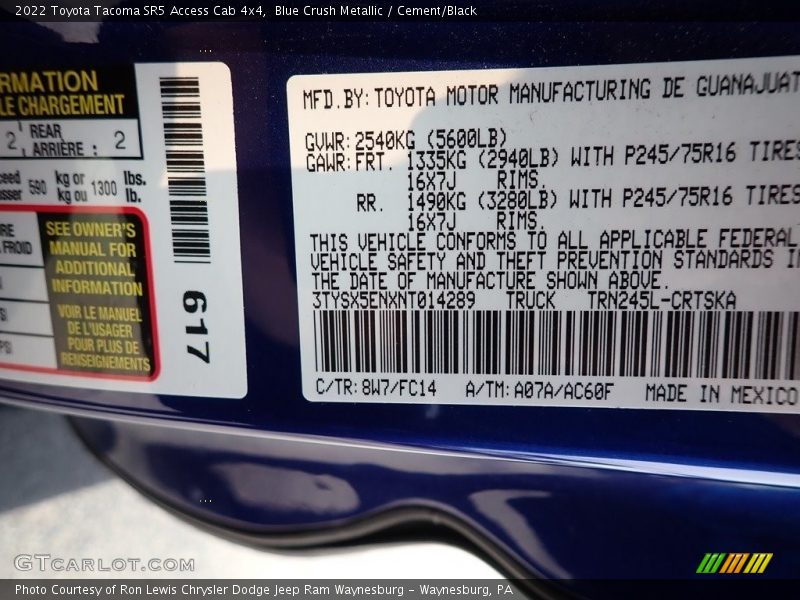 2022 Toyota Tacoma SR5 Access Cab 4x4, Blue Crush Metallic / Cement/Black
RMATION
LE CHARGEMENT
2 REAR
ARRIÈRE : 2
ceed 590 kg or 1300 lbs.
sser kg ou lb.
RE
FROID
SEE OWNER'S
MANUAL FOR
ADDITIONAL
INFORMATION
VOIR LE MANUEL
DE L'USAGER
POUR PLUS DE
RENSEIGNEMENTS
617
MFD.BY:TOYOTA MOTOR MANUFACTURING DE GUANAJUAT
GVWR:2540KG (5600LB)
GAWR:FRT. 1335KG (2940LB) WITH P245/75R16 TIRES
16X7J RIMS.
RR. 1490KG (3280LB) WITH P245/75R16 TIRES
16X7J RIMS.
THIS VEHICLE CONFORMS TO ALL APPLICABLE FEDERAL
VEHICLE SAFETY AND THEFT PREVENTION STANDARDS IN
THE DATE OF MANUFACTURE SHOWN ABOVE.
3TYSX5ENXNT014289 TRUCK TRN245L-CRTSKA
C/TR:8W7/FC14 A/TM:A07A/AC60F MADE IN MEXICO
GTCARLOT.COM
Photo Courtesy of Ron Lewis Chrysler Dodge Jeep Ram Waynesburg - Waynesburg, PA